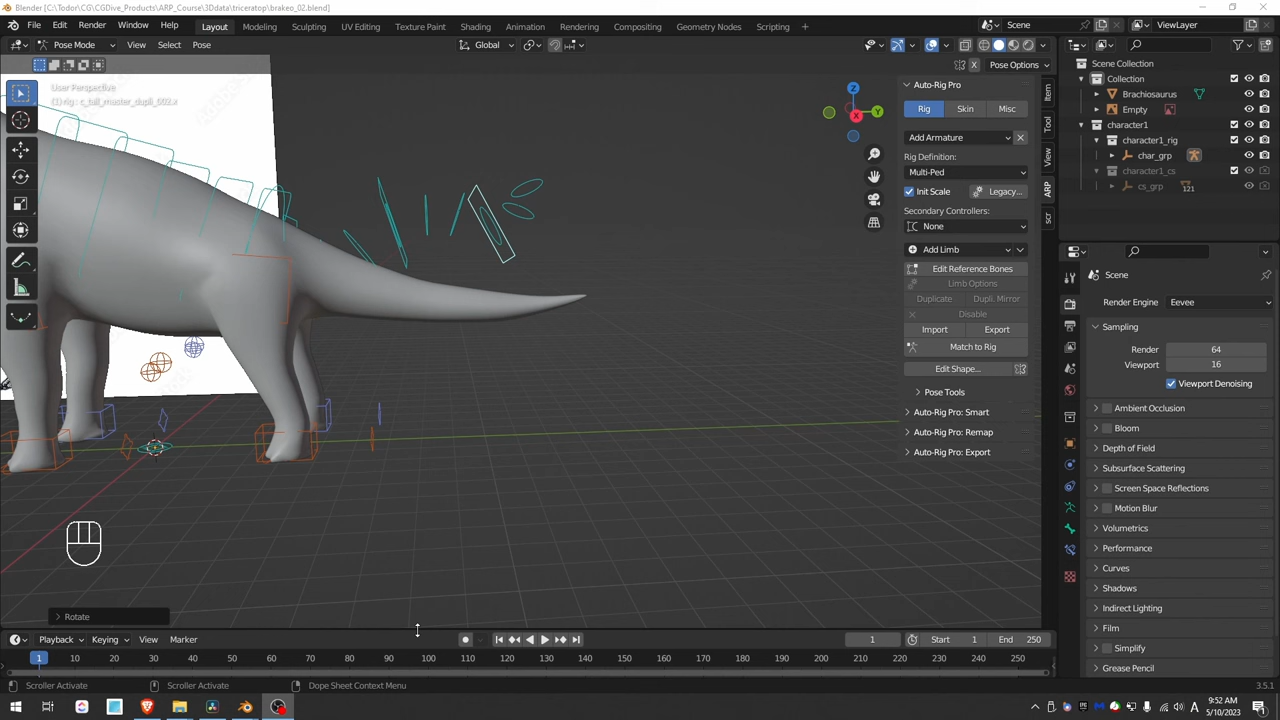 Blender [C:\Todor\CG\CGDive_Products\ARP_Course\3Ddata\triceratop\brakeo_02.blend]
File Edit Render Window Help Layout Modeling Sculpting UV Editing Texture Paint Shading Animation Rendering Compositing Geometry Nodes Scripting + Scene ViewLayer
Pose Mode View Select Pose Global
Pose Options
User Perspective
(1) rig : c_tail_master_dupli_002.x
X Y Z
Auto-Rig Pro
Rig Skin Misc
Add Armature
Rig Definition:
Multi-Ped
Init Scale Legacy...
Secondary Controllers:
None
Add Limb
Edit Reference Bones
Limb Options
Duplicate Dupli. Mirror
Disable
Import Export
Match to Rig
Edit Shape...
Pose Tools
Auto-Rig Pro: Smart
Auto-Rig Pro: Remap
Auto-Rig Pro: Export
Item
Tool
View
ARP
scr
Scene Collection
Collection
Brachiosaurus
Empty
character1
character1_rig
char_grp
character1_cs
cs_grp 121
Scene
Render Engine Eevee
Sampling
Render 64
Viewport 16
Viewport Denoising
Ambient Occlusion
Bloom
Depth of Field
Subsurface Scattering
Screen Space Reflections
Motion Blur
Volumetrics
Performance
Curves
Shadows
Indirect Lighting
Film
Simplify
Grease Pencil
Rotate
Playback Keying View Marker 1 Start 1 End 250
1 10 20 30 40 50 60 70 80 90 100 110 120 130 140 150 160 170 180 190 200 210 220 230 240 250
Scroller Activate Scroller Activate Dope Sheet Context Menu 3.5.1
9:52 AM
5/10/2023